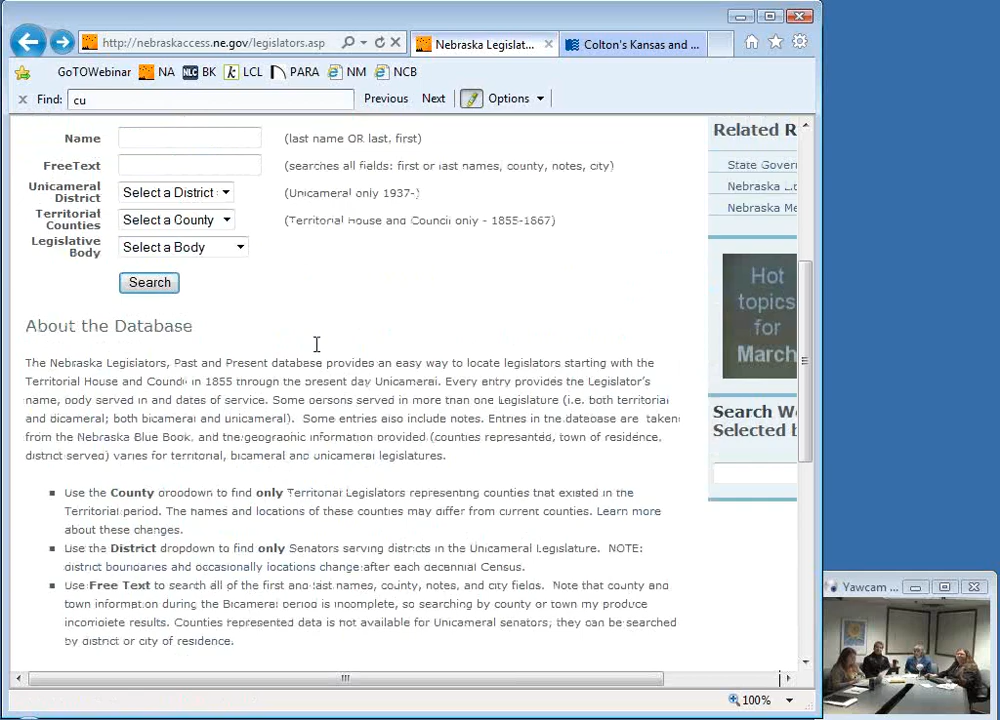 http://nebraskaccess.ne.gov/legislators.asp
Nebraska Legislat...
Colton's Kansas and ...
GoTOWebinar NA NLC BK k LCL PARA NM NCB
Find: cu Previous Next Options
Name (last name OR last, first)
FreeText (searches all fields: first or last names, county, notes, city)
Unicameral District Select a District (Unicameral only 1937-)
Territorial Counties Select a County (Territorial House and Council only - 1855-1867)
Legislative Body Select a Body
Search
About the Database
The Nebraska Legislators, Past and Present database provides an easy way to locate legislators starting with the
Territorial House and Council in 1855 through the present day Unicameral. Every entry provides the Legislator's
name, body served in and dates of service. Some persons served in more than one Legislature (i.e. both territorial
and bicameral; both bicameral and unicameral). Some entries also include notes. Entries in the database are taken
from the Nebraska Blue Book, and the geographic information provided (counties represented, town of residence,
district served) varies for territorial, bicameral and unicameral legislatures.
Use the County dropdown to find only Territorial Legislators representing counties that existed in the
Territorial period. The names and locations of these counties may differ from current counties. Learn more
about these changes.
Use the District dropdown to find only Senators serving districts in the Unicameral Legislature. NOTE:
district boundaries and occasionally locations change after each decennial Census.
Use Free Text to search all of the first and last names, county, notes, and city fields. Note that county and
town information during the Bicameral period is incomplete, so searching by county or town my produce
incomplete results. Counties represented data is not available for Unicameral senators; they can be searched
by district or city of residence.
Related R
State Govern
Nebraska
Nebraska Me
Hot
topics
for
March
Search W
Selected b
100%
Yawcam ...